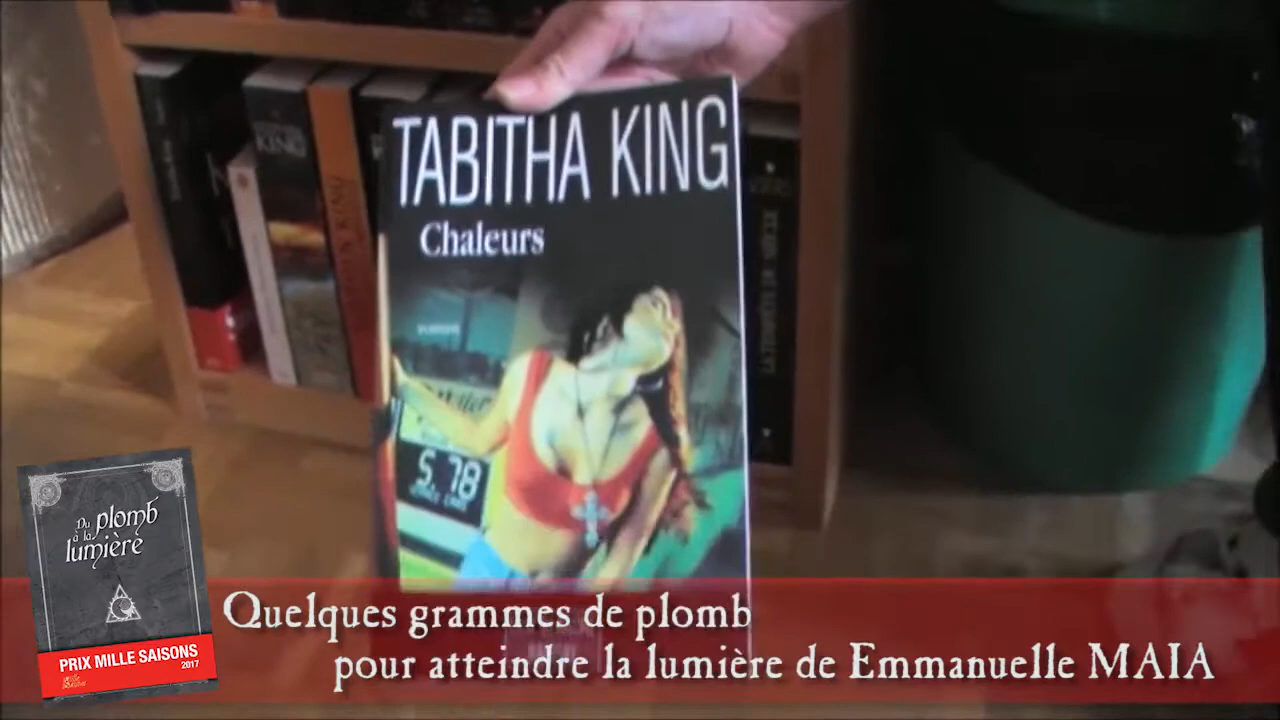 TABITHA KING
Chaleurs
KING
5.78
Du plomb
à la
lumière
PRIX MILLE SAISONS
2017
Quelques grammes de plomb
pour atteindre la lumière de Emmanuelle MAIA